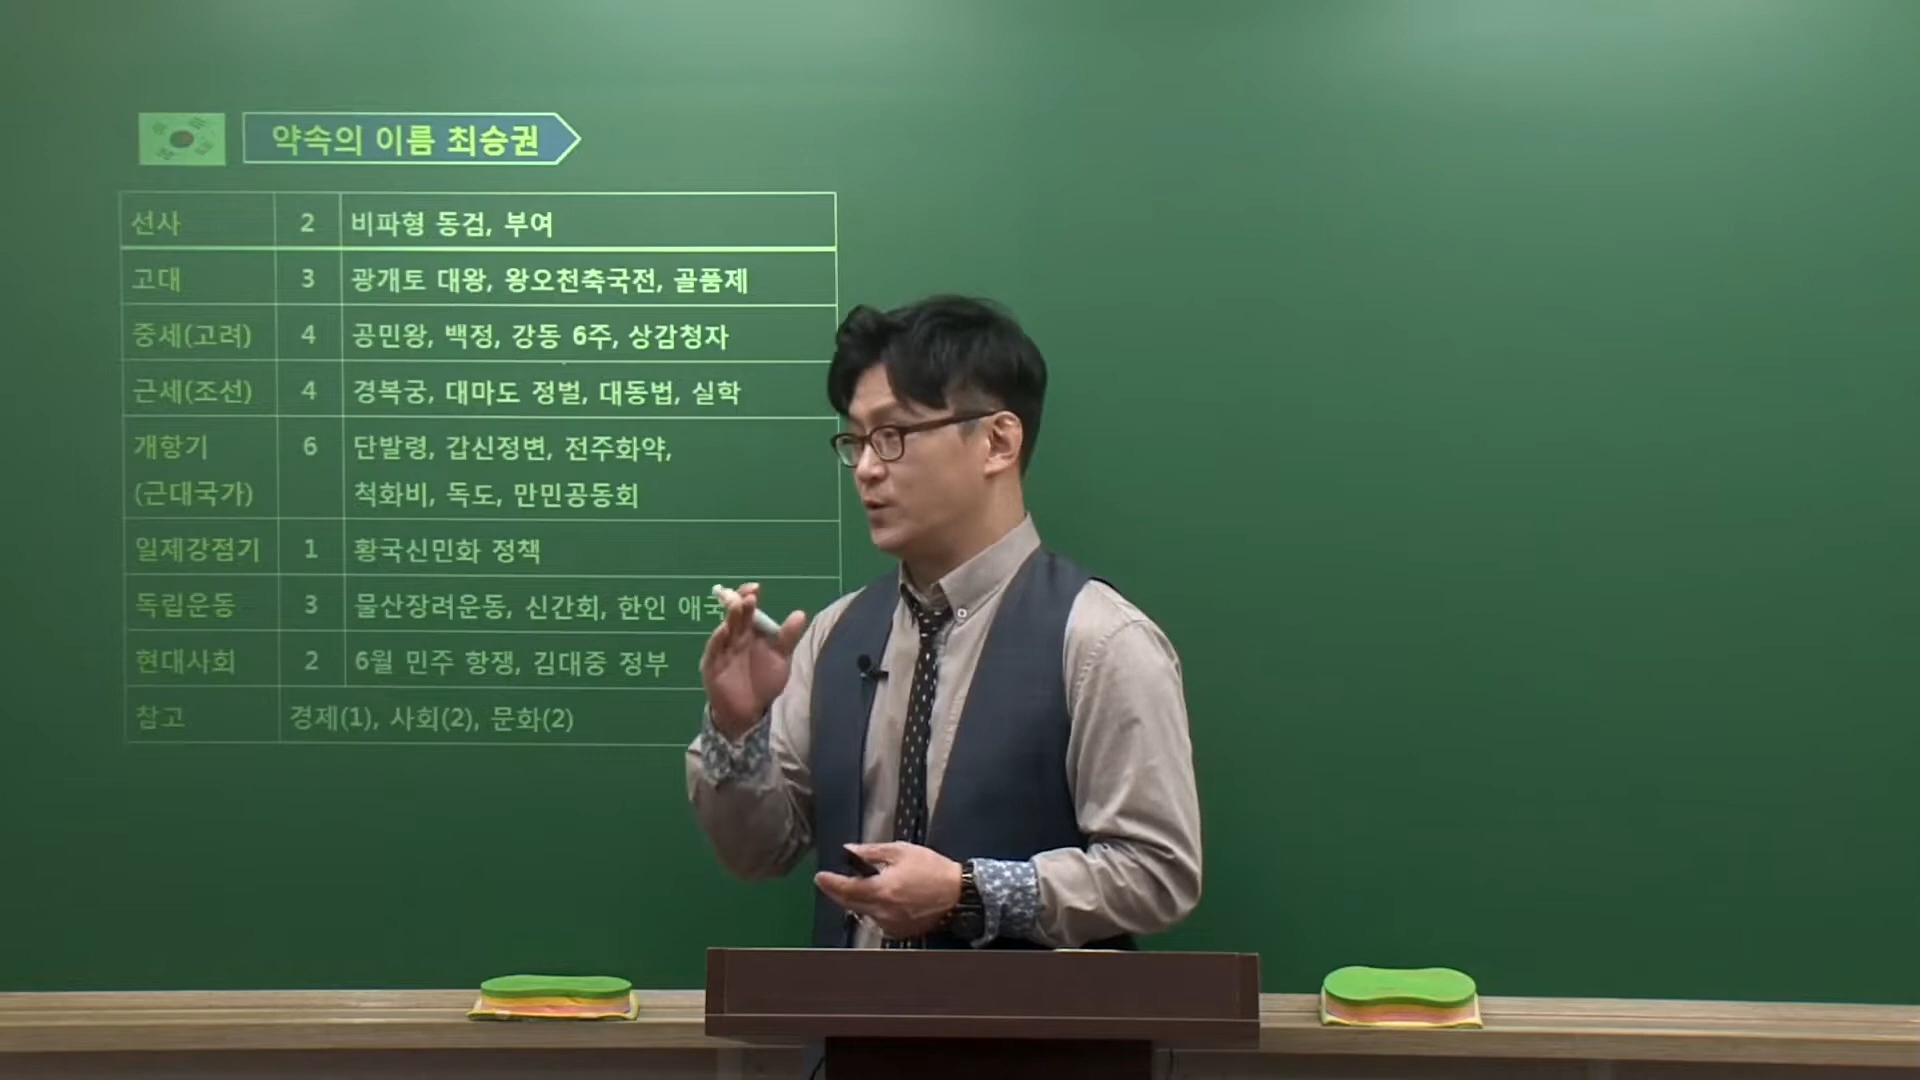 약속의 이름 최승권
선사 2 비파형 동검, 부여
고대 3 광개토 대왕, 왕오천축국전, 골품제
중세(고려) 4 공민왕, 백정, 강동 6주, 상감청자
근세(조선) 4 경복궁, 대마도 정벌, 대동법, 실학
개항기 6 단발령, 갑신정변, 전주화약,
(근대국가) 척화비, 독도, 만민공동회
일제강점기 1 황국신민화 정책
독립운동 3 물산장려운동, 신간회, 한인 애국
현대사회 2 6월 민주 항쟁, 김대중 정부
참고 경제(1), 사회(2), 문화(2)